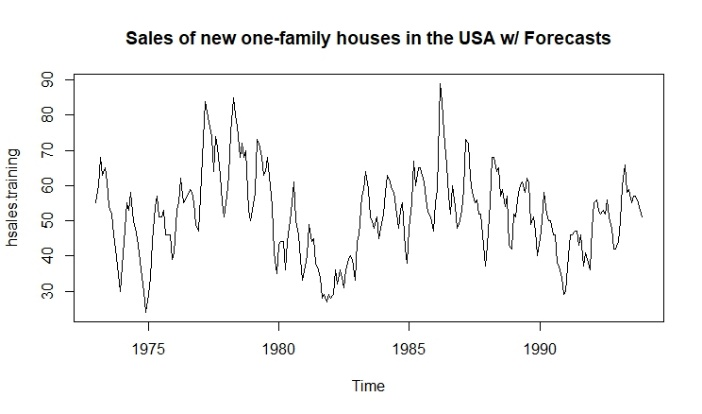 Sales of new one-family houses in the USA w/ Forecasts
hsales.training
90
80
70
60
50
40
30
1975 1980 1985 1990
Time